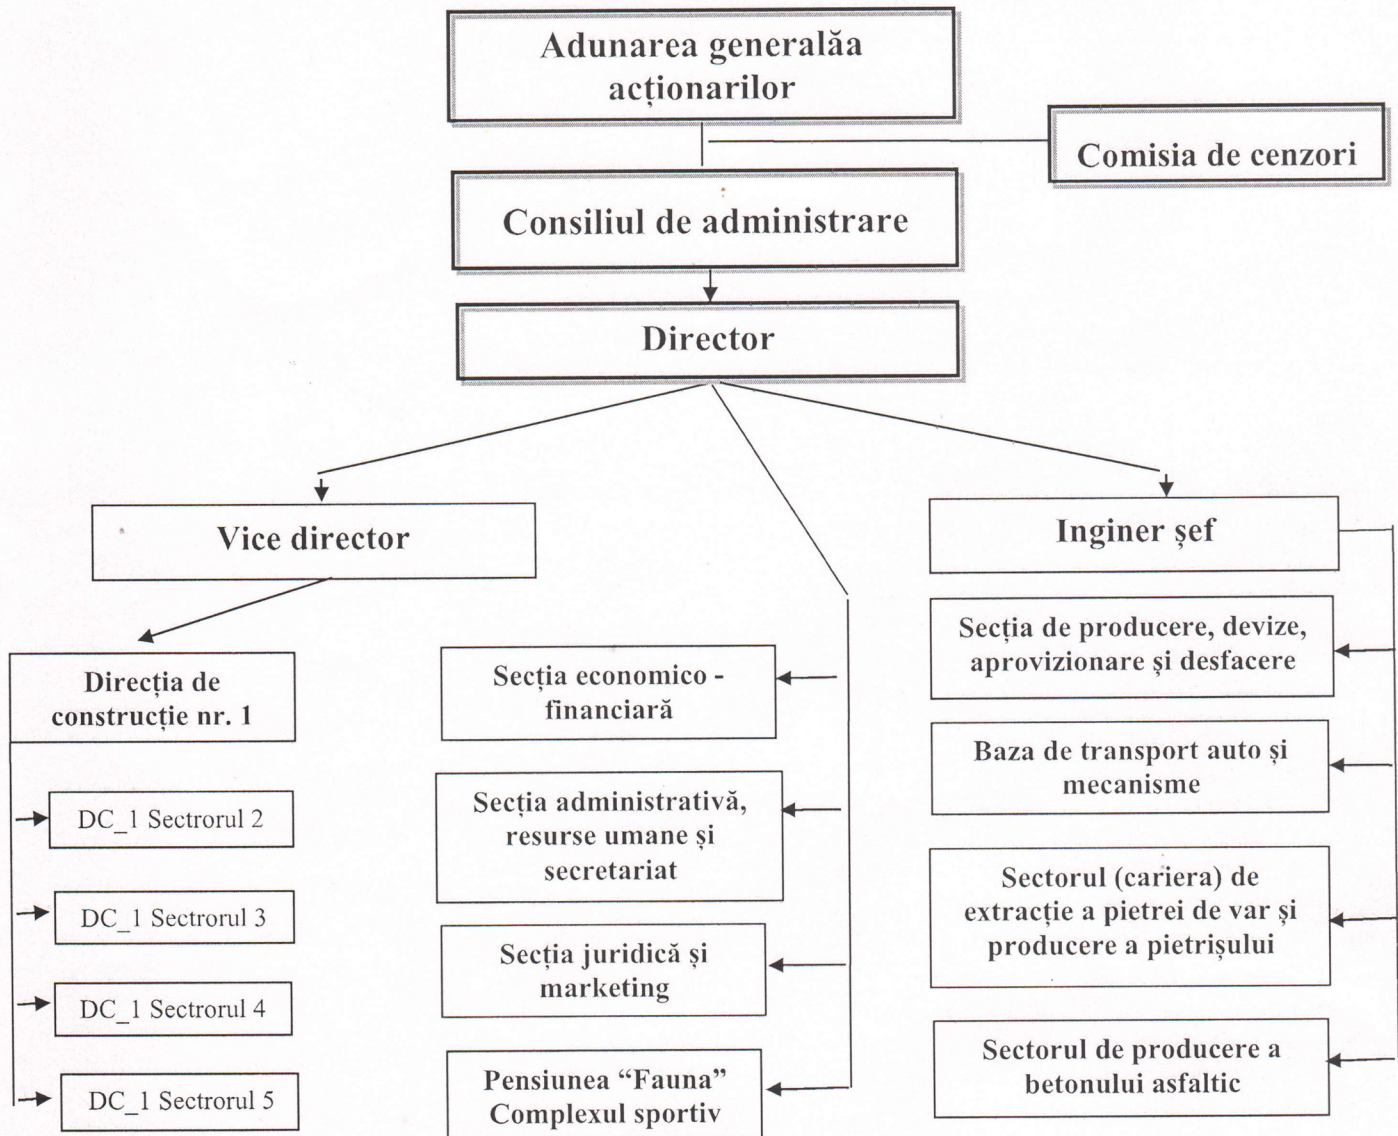 Adunarea generalăa
acționarilor
Comisia de cenzori
Consiliul de administrare
Director
Vice director
Inginer șef
Direcția de
construcție nr. 1
DC_1 Sectrorul 2
DC_1 Sectrorul 3
DC_1 Sectrorul 4
DC_1 Sectrorul 5
Secția economico -
financiară
Secția administrativă,
resurse umane și
secretariat
Secția juridică și
marketing
Pensiunea “Fauna”
Complexul sportiv
Secția de producere, devize,
aprovizionare și desfacere
Baza de transport auto și
mecanisme
Sectorul (cariera) de
extracție a pietrei de var și
producere a pietrișului
Sectorul de producere a
betonului asfaltic